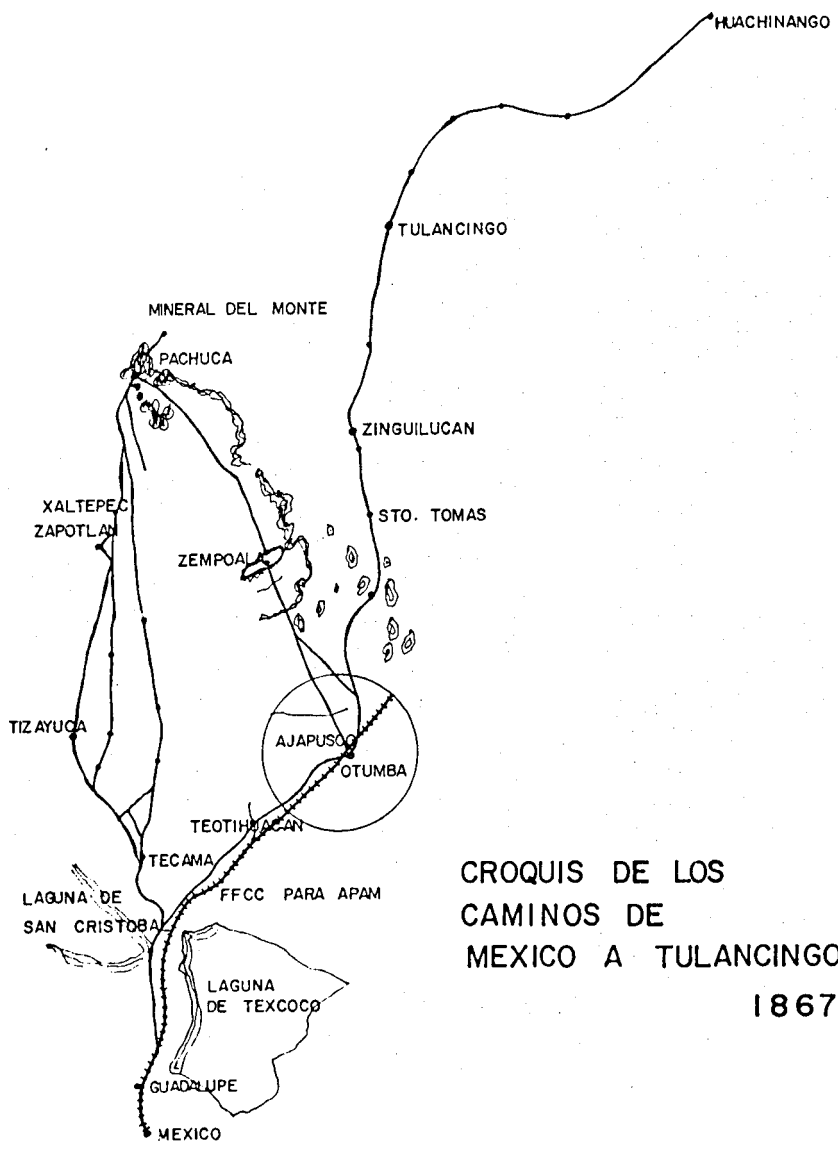 HUACHINANGO
TULANCINGO
MINERAL DEL MONTE
PACHUCA
ZINGUILUCAN
XALTEPEC
ZAPOTLAN
STO. TOMAS
ZEMPOALA
TIZAYUCA
AJAPUSCO
OTUMBA
TEOTIHUACAN
TECAMA
FFCC PARA APAM
LAGUNA DE
SAN CRISTOBAL
LAGUNA
DE TEXCOCO
GUADALUPE
MEXICO
CROQUIS DE LOS
CAMINOS DE
MEXICO A TULANCINGO
1867